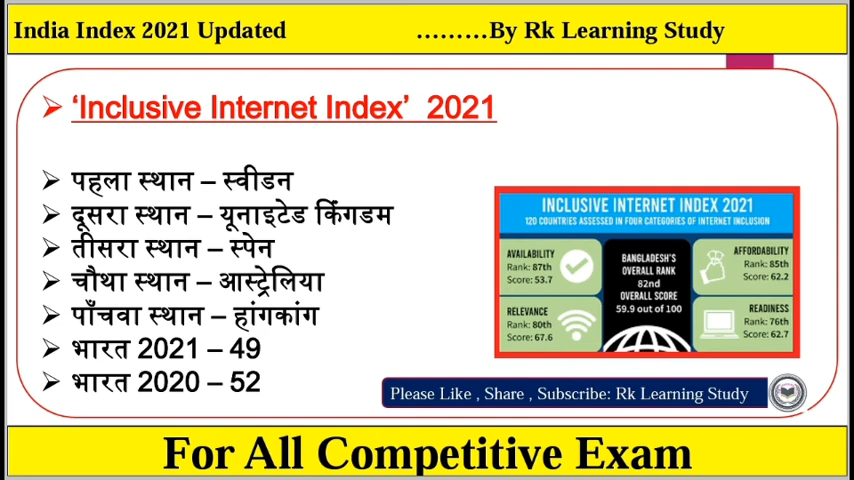 India Index 2021 Updated ………By Rk Learning Study
‘Inclusive Internet Index’ 2021
पहला स्थान – स्वीडन
दूसरा स्थान – यूनाइटेड किंगडम
तीसरा स्थान – स्पेन
चौथा स्थान – आस्ट्रेलिया
पाँचवा स्थान – हांगकांग
भारत 2021 – 49
भारत 2020 – 52
INCLUSIVE INTERNET INDEX 2021
120 COUNTRIES ASSESSED IN FOUR CATEGORIES OF INTERNET INCLUSION
AVAILABILITY
Rank: 87th
Score: 53.7
RELEVANCE
Rank: 80th
Score: 67.6
BANGLADESH'S
OVERALL RANK
82nd
OVERALL SCORE
59.9 out of 100
AFFORDABILITY
Rank: 85th
Score: 62.2
READINESS
Rank: 76th
Score: 62.7
Please Like , Share , Subscribe: Rk Learning Study
For All Competitive Exam